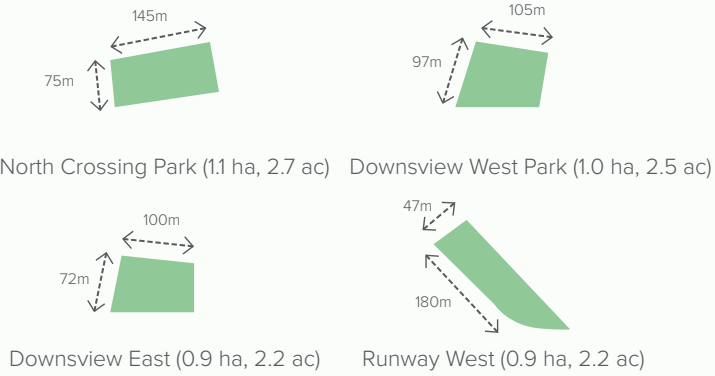 145m
75m
North Crossing Park (1.1 ha, 2.7 ac)
105m
97m
Downsview West Park (1.0 ha, 2.5 ac)
100m
72m
Downsview East (0.9 ha, 2.2 ac)
47m
180m
Runway West (0.9 ha, 2.2 ac)